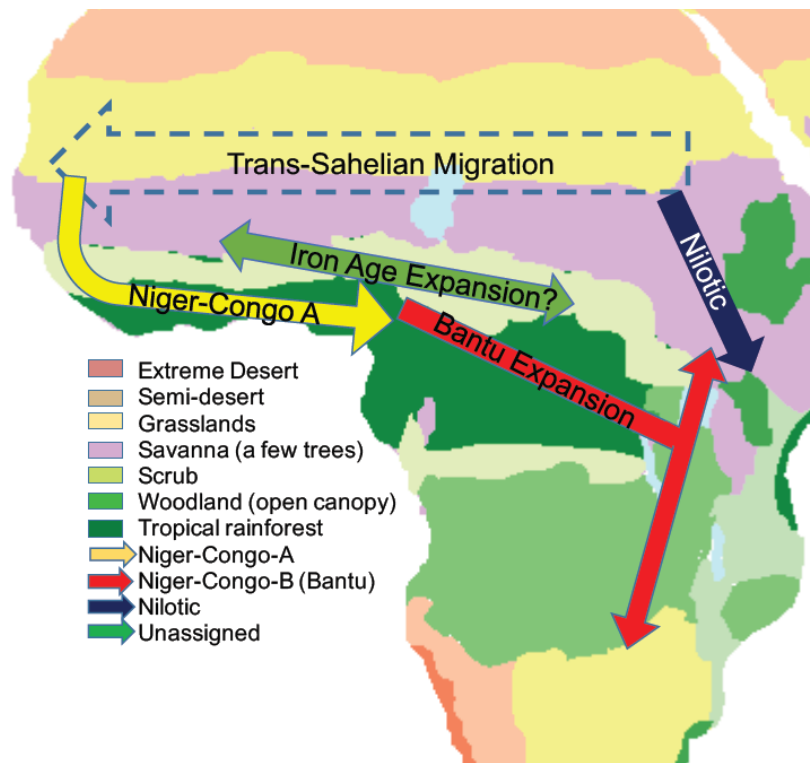 Trans-Sahelian Migration
Nilotic
Iron Age Expansion?
Niger-Congo A
Bantu Expansion
Extreme Desert
Semi-desert
Grasslands
Savanna (a few trees)
Scrub
Woodland (open canopy)
Tropical rainforest
Niger-Congo-A
Niger-Congo-B (Bantu)
Nilotic
Unassigned